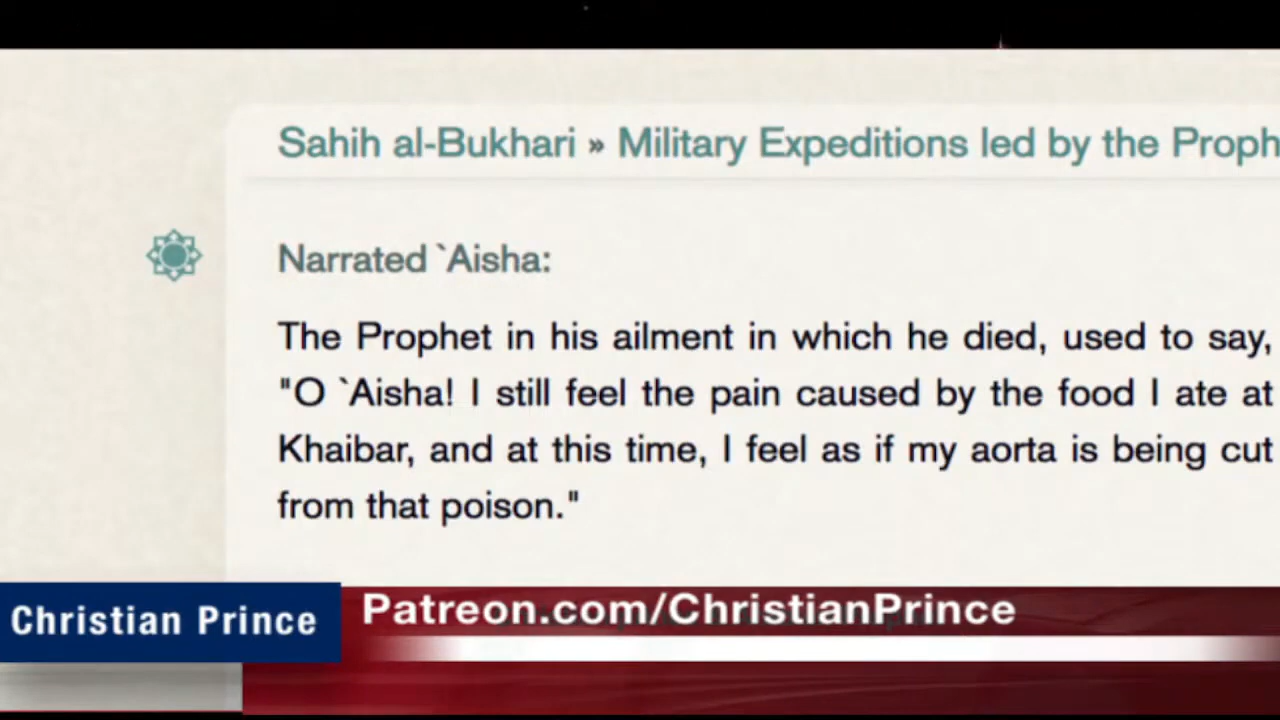 Sahih al-Bukhari » Military Expeditions led by the Proph
Narrated `Aisha:
The Prophet in his ailment in which he died, used to say,
"O `Aisha! I still feel the pain caused by the food I ate at
Khaibar, and at this time, I feel as if my aorta is being cut
from that poison."
Christian Prince
Patreon.com/ChristianPrince